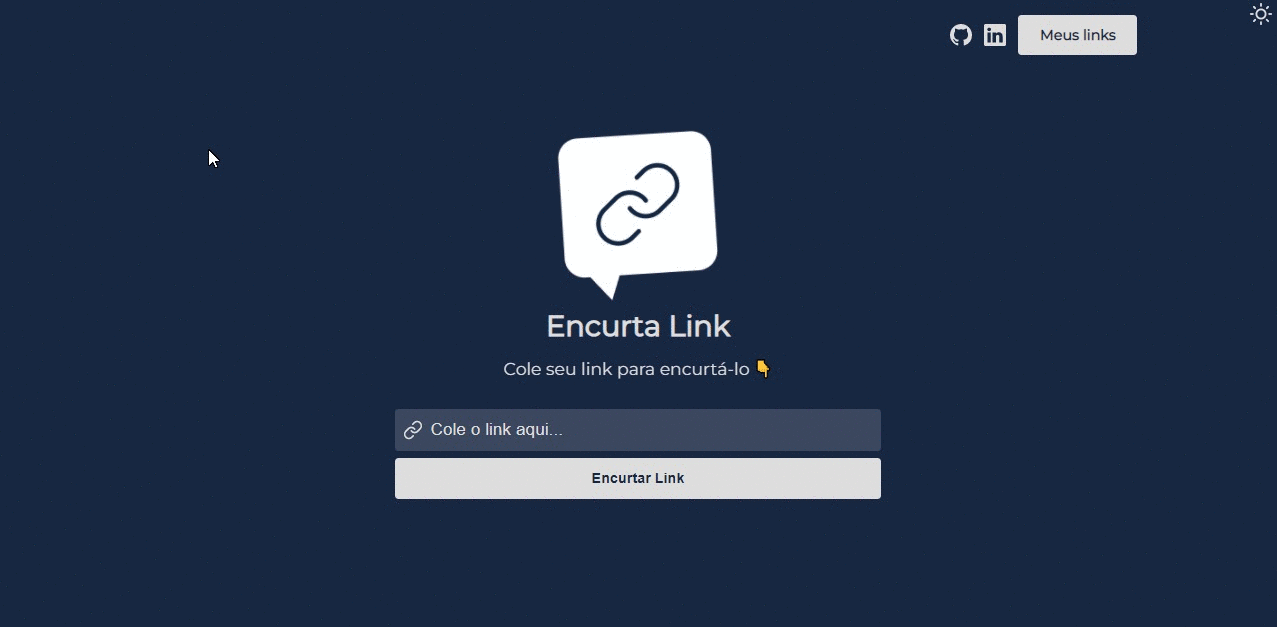 Meus links
Encurta Link
Cole seu link para encurtá-lo 👇
Cole o link aqui...
Encurtar Link